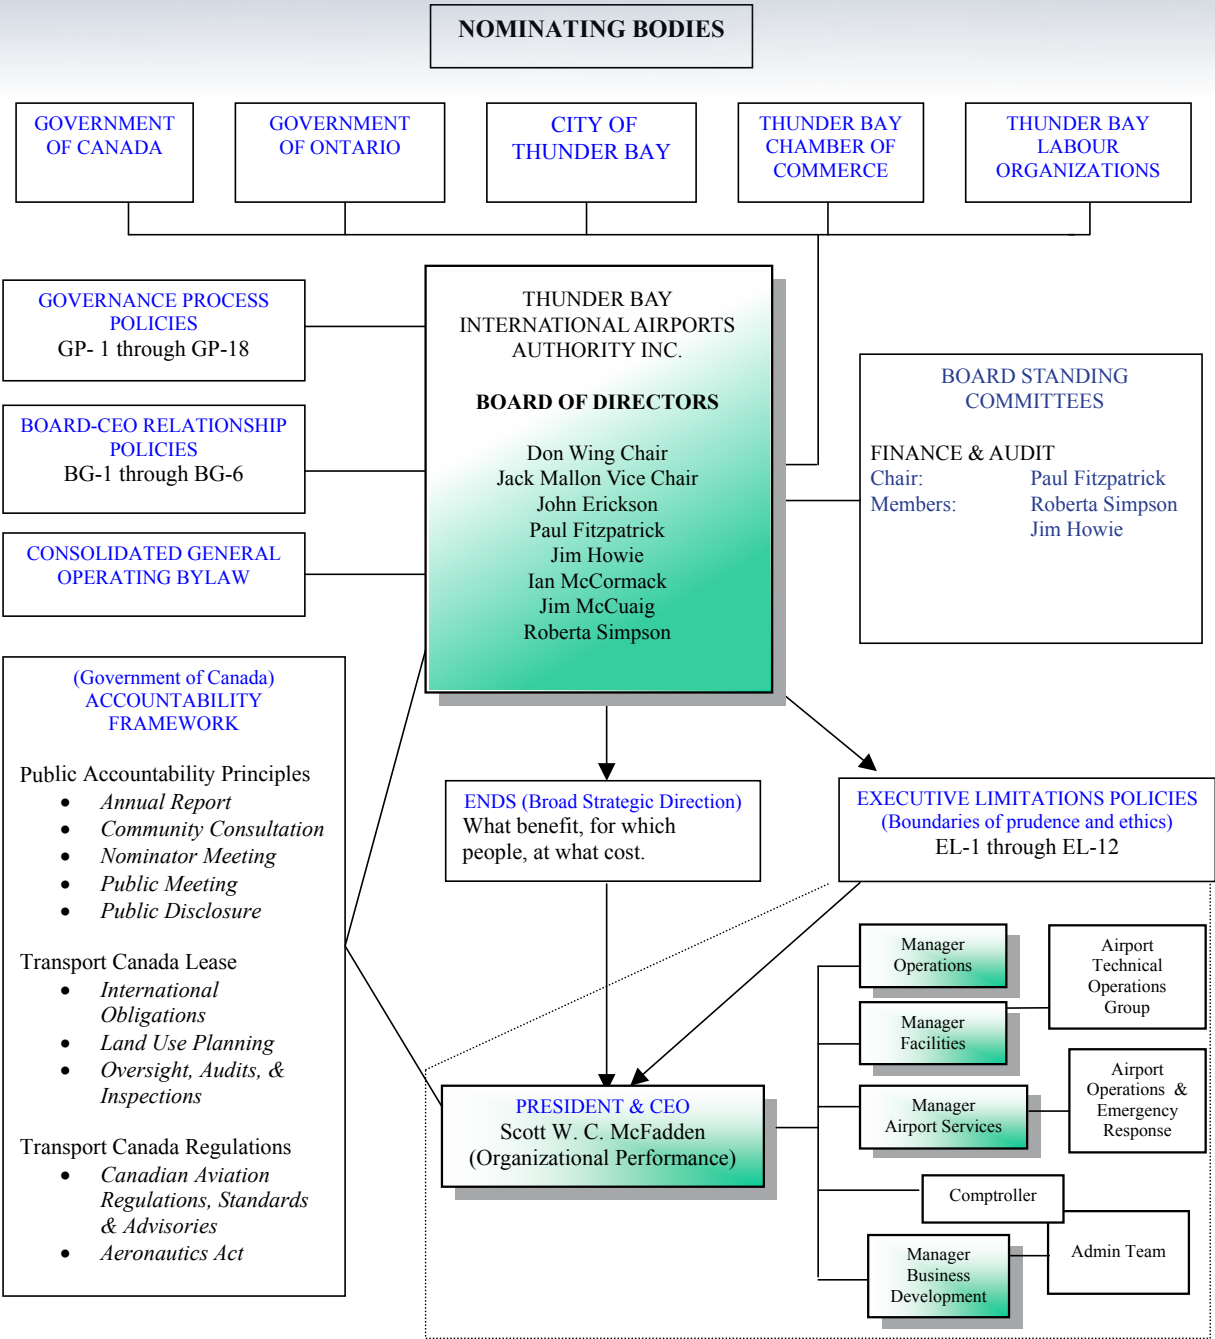 NOMINATING BODIES
GOVERNMENT
OF CANADA
GOVERNMENT
OF ONTARIO
CITY OF
THUNDER BAY
THUNDER BAY
CHAMBER OF
COMMERCE
THUNDER BAY
LABOUR
ORGANIZATIONS
GOVERNANCE PROCESS
POLICIES
GP- 1 through GP-18
BOARD-CEO RELATIONSHIP
POLICIES
BG-1 through BG-6
CONSOLIDATED GENERAL
OPERATING BYLAW
THUNDER BAY
INTERNATIONAL AIRPORTS
AUTHORITY INC.
BOARD OF DIRECTORS
Don Wing Chair
Jack Mallon Vice Chair
John Erickson
Paul Fitzpatrick
Jim Howie
Ian McCormack
Jim McCuaig
Roberta Simpson
BOARD STANDING
COMMITTEES
FINANCE & AUDIT
Chair: Paul Fitzpatrick
Members: Roberta Simpson
Jim Howie
(Government of Canada)
ACCOUNTABILITY
FRAMEWORK
Public Accountability Principles
• Annual Report
• Community Consultation
• Nominator Meeting
• Public Meeting
• Public Disclosure
Transport Canada Lease
• International
Obligations
• Land Use Planning
• Oversight, Audits, &
Inspections
Transport Canada Regulations
• Canadian Aviation
Regulations, Standards
& Advisories
• Aeronautics Act
ENDS (Broad Strategic Direction)
What benefit, for which
people, at what cost.
EXECUTIVE LIMITATIONS POLICIES
(Boundaries of prudence and ethics)
EL-1 through EL-12
PRESIDENT & CEO
Scott W. C. McFadden
(Organizational Performance)
Manager
Operations
Manager
Facilities
Airport
Technical
Operations
Group
Manager
Airport Services
Airport
Operations &
Emergency
Response
Comptroller
Manager
Business
Development
Admin Team